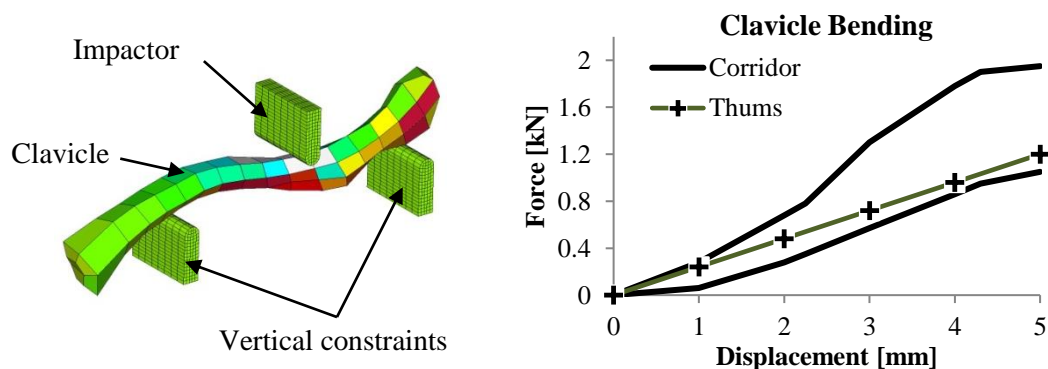 Impactor
Clavicle
Vertical constraints
Clavicle Bending
Corridor
Thums
Force [kN]
2
1.6
1.2
0.8
0.4
0
0 1 2 3 4 5
Displacement [mm]